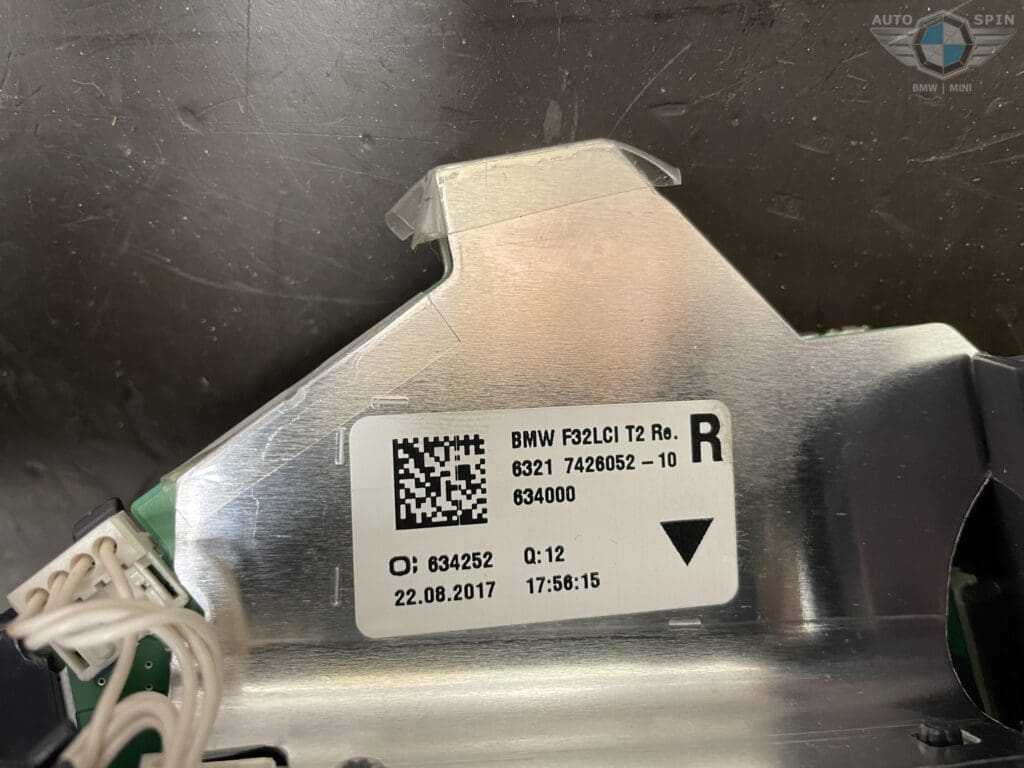 AUTO SPIN
BMW | MINI
BMW F32LCI T2 Re. R
6321 7426052-10
634000
O; 634252 Q:12
22.08.2017 17:56:15